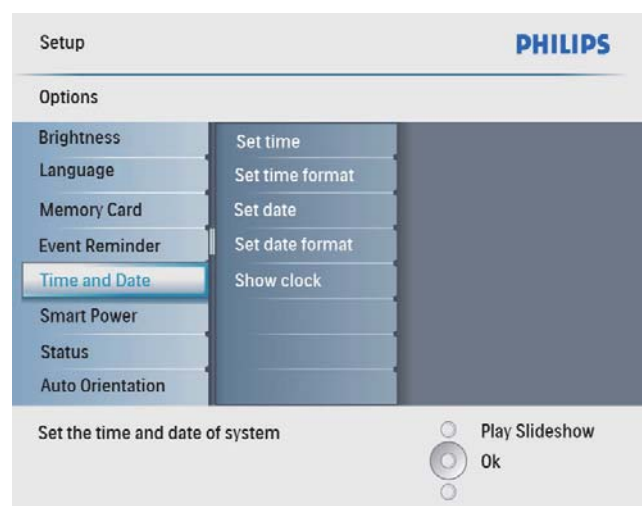 Setup
PHILIPS
Options
Brightness
Language
Memory Card
Event Reminder
Time and Date
Smart Power
Status
Auto Orientation
Set time
Set time format
Set date
Set date format
Show clock
Set the time and date of system
Play Slideshow
Ok